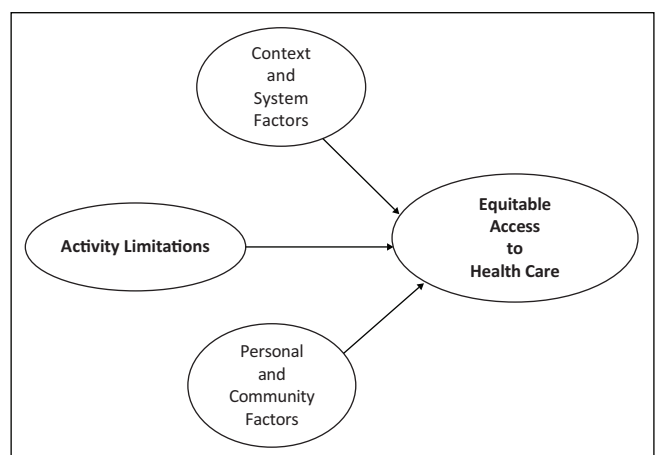 Context
and
System
Factors
Equitable
Access
to
Health Care
Activity Limitations
Personal
and
Community
Factors